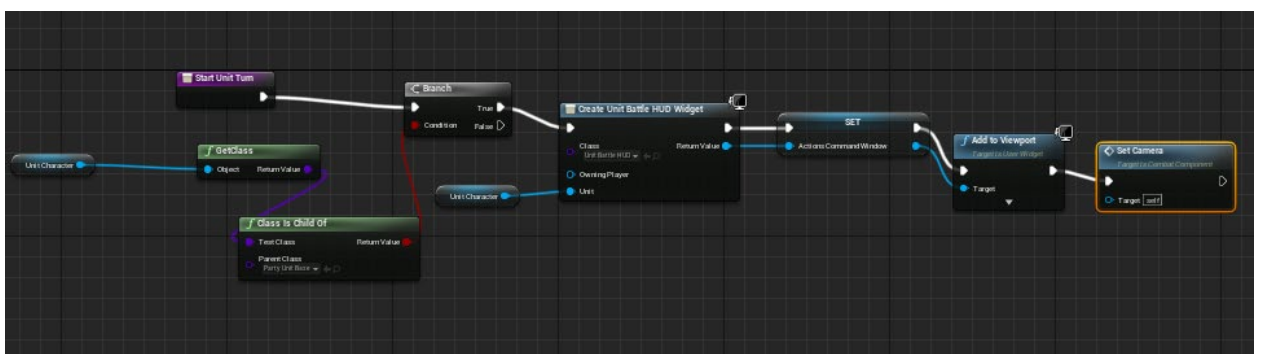 Start Unit Turn
Branch
True
Condition
False
Create Unit Battle HUD Widget
Class
Unit Battle HUD
Return Value
Owning Player
Unit
SET
Actions Command Window
Add to Viewport
Target is User Widget
Target
Set Camera
Target is Combat Component
Target self
Unit Character
GetClass
Object
Return Value
Unit Character
Class Is Child Of
Test Class
Return Value
Parent Class
Party Unit Base